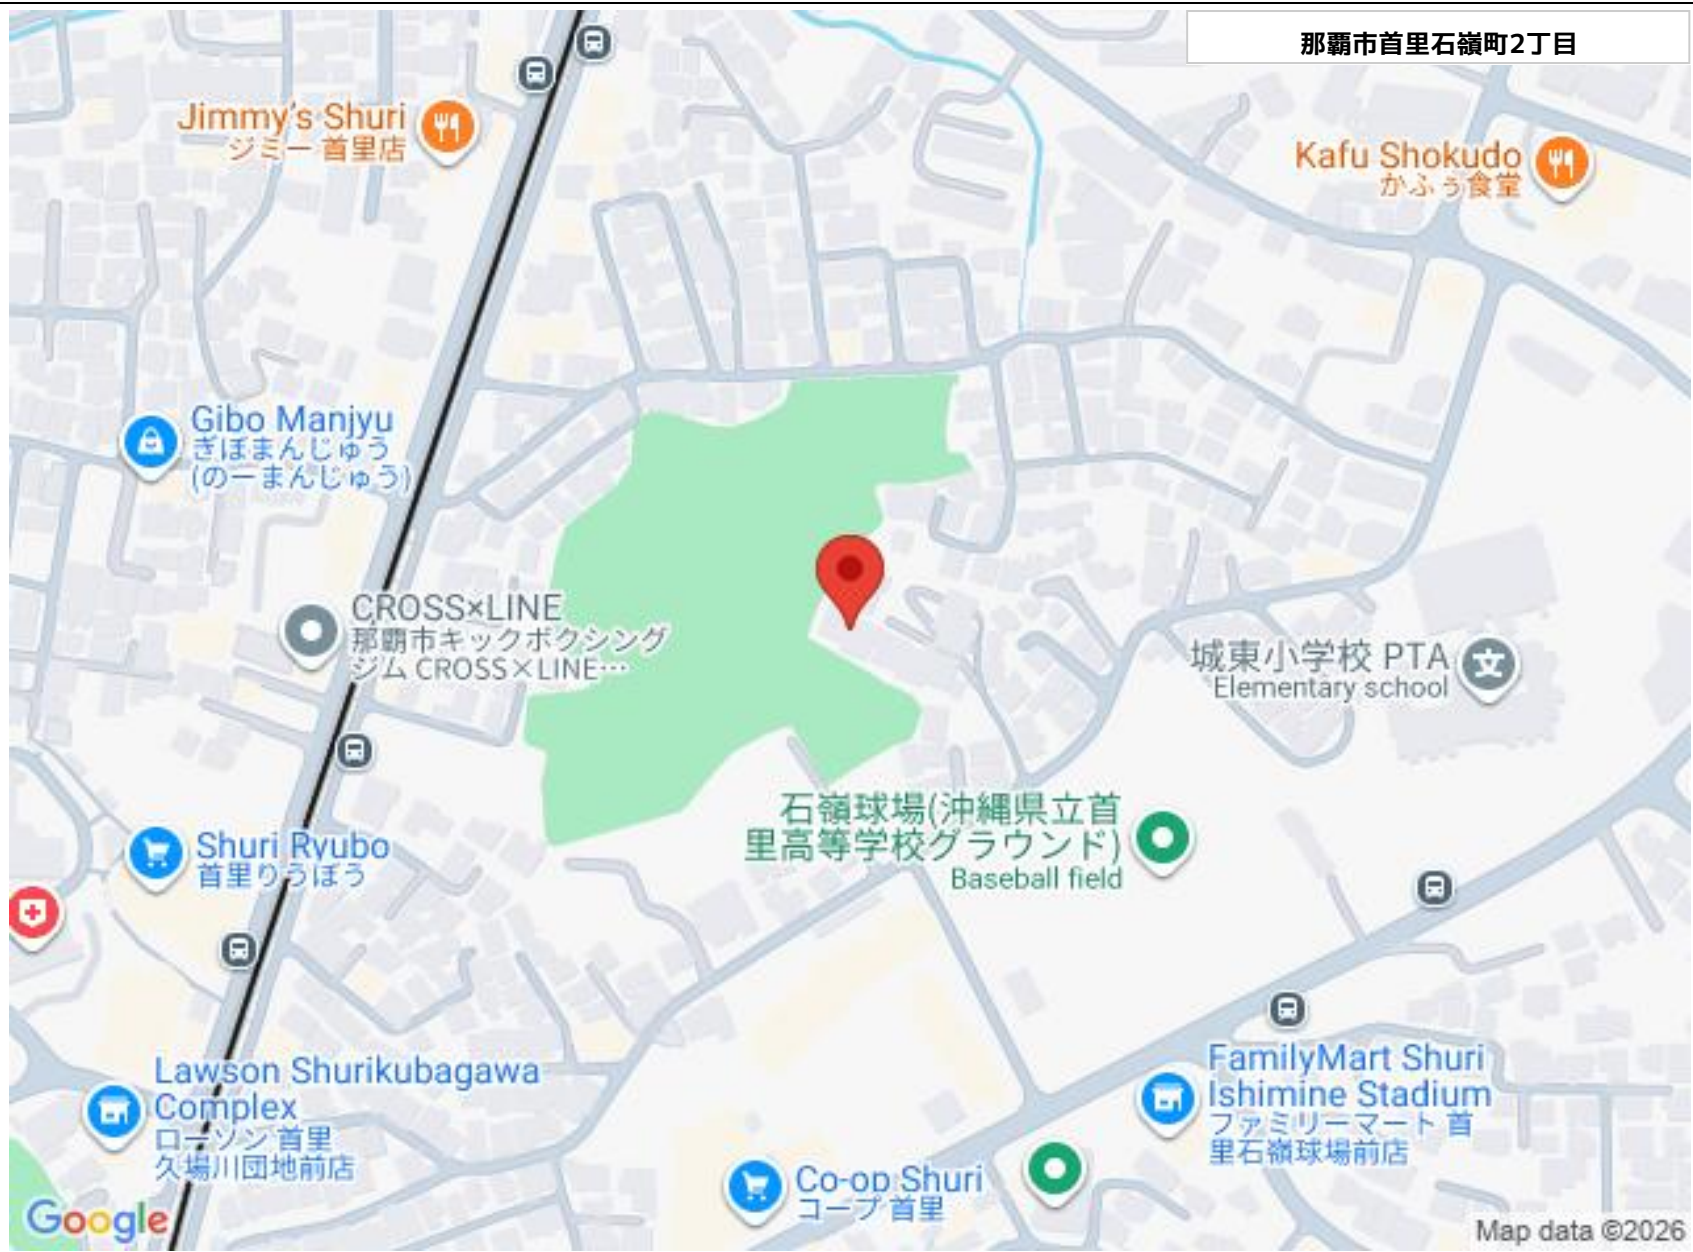 那覇市首里石嶺町2丁目
Jimmy's Shuri
ジミー 首里店
Kafu Shokudo
かふぅ食堂
Gibo Manjyu
ぎぼまんじゅう
(のーまんじゅう)
CROSS×LINE
那覇市キックボクシング
ジム CROSS×LINE…
城東小学校 PTA
Elementary school
石嶺球場(沖縄県立首
里高等学校グラウンド)
Baseball field
Shuri Ryubo
首里りうぼう
Lawson Shurikubagawa
Complex
ローソン 首里
久場川団地前店
FamilyMart Shuri
Ishimine Stadium
ファミリーマート 首
里石嶺球場前店
Co-op Shuri
コープ 首里
Google
Map data ©2026